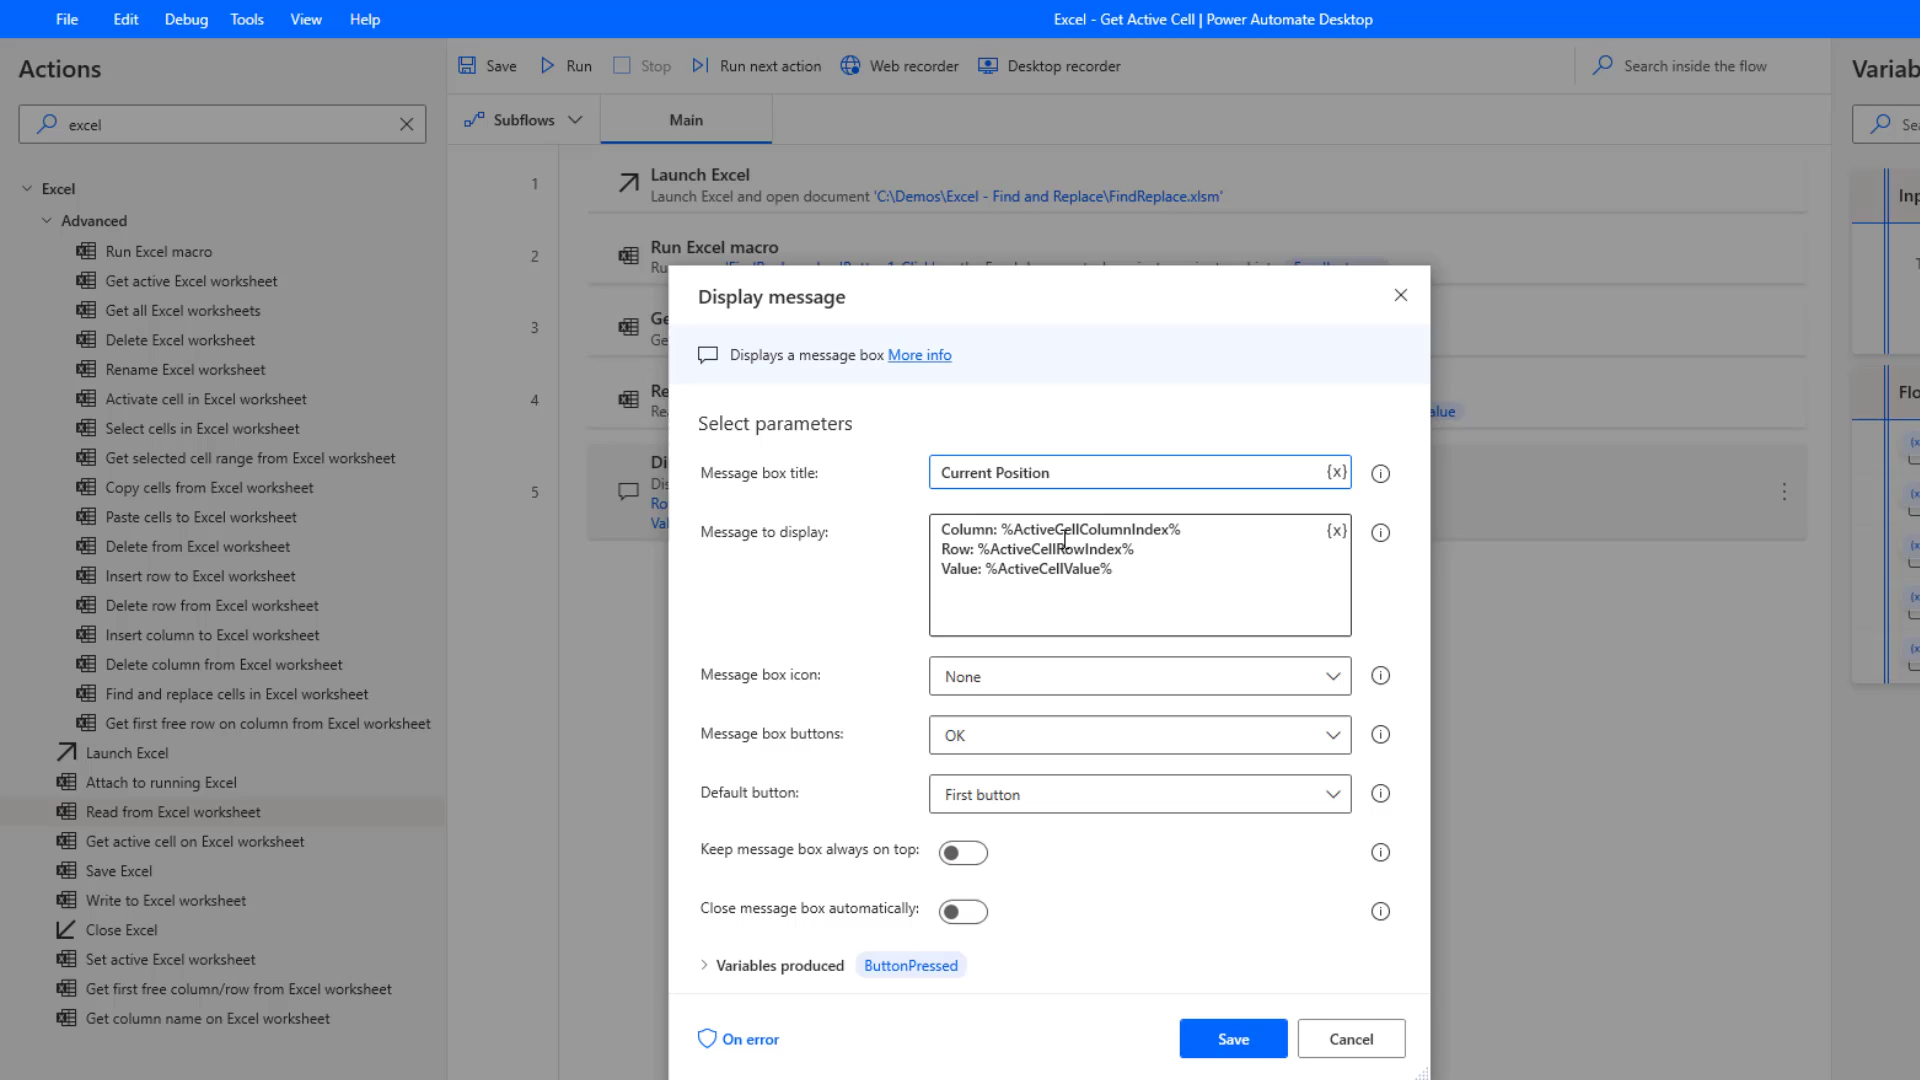 File Edit Debug Tools View Help
Excel - Get Active Cell | Power Automate Desktop
Actions
excel
Excel
Advanced
Run Excel macro
Get active Excel worksheet
Get all Excel worksheets
Delete Excel worksheet
Rename Excel worksheet
Activate cell in Excel worksheet
Select cells in Excel worksheet
Get selected cell range from Excel worksheet
Copy cells from Excel worksheet
Paste cells to Excel worksheet
Delete from Excel worksheet
Insert row to Excel worksheet
Delete row from Excel worksheet
Insert column to Excel worksheet
Delete column from Excel worksheet
Find and replace cells in Excel worksheet
Get first free row on column from Excel worksheet
Launch Excel
Attach to running Excel
Read from Excel worksheet
Get active cell on Excel worksheet
Save Excel
Write to Excel worksheet
Close Excel
Set active Excel worksheet
Get first free column/row from Excel worksheet
Get column name on Excel worksheet
Save Run Stop Run next action Web recorder Desktop recorder
Search inside the flow
Subflows
Main
1
Launch Excel
Launch Excel and open document 'C:\Demos\Excel - Find and Replace\FindReplace.xlsm'
2
Run Excel macro
3
4
5
Display message
Displays a message box More info
Select parameters
Message box title:
Current Position {x}
Message to display:
Column: %ActiveCellColumnIndex% {x}
Row: %ActiveCellRowIndex%
Value: %ActiveCellValue%
Message box icon:
None
Message box buttons:
OK
Default button:
First button
Keep message box always on top:
Close message box automatically:
Variables produced ButtonPressed
On error
Save
Cancel